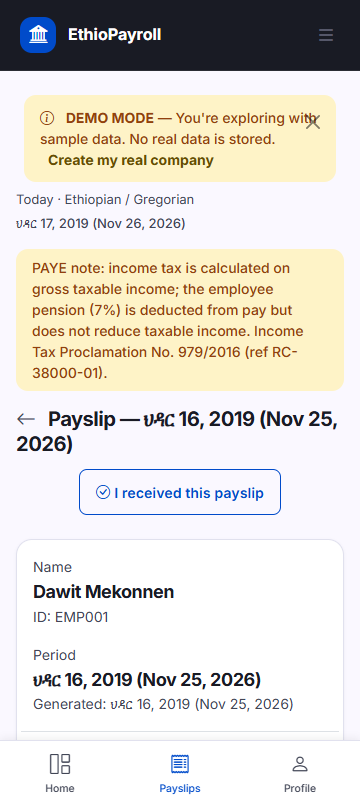 EthioPayroll
DEMO MODE — You're exploring with
sample data. No real data is stored.
Create my real company
Today · Ethiopian / Gregorian
ህዳር 17, 2019 (Nov 26, 2026)
PAYE note: income tax is calculated on
gross taxable income; the employee
pension (7%) is deducted from pay but
does not reduce taxable income. Income
Tax Proclamation No. 979/2016 (ref RC-
38000-01).
Payslip — ህዳር 16, 2019 (Nov 25,
2026)
I received this payslip
Name
Dawit Mekonnen
ID: EMP001
Period
ህዳር 16, 2019 (Nov 25, 2026)
Generated: ህዳር 16, 2019 (Nov 25, 2026)
Home
Payslips
Profile